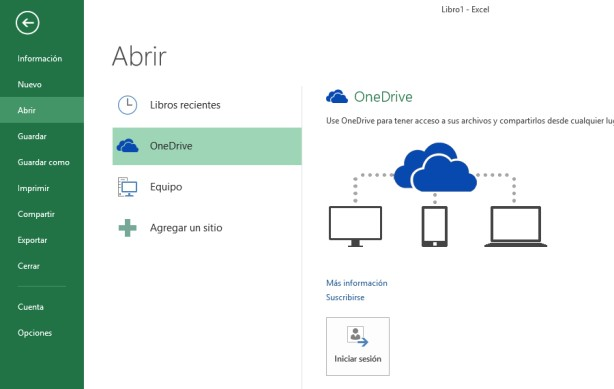 Libro1 - Excel
Información
Nuevo
Abrir
Guardar
Guardar como
Imprimir
Compartir
Exportar
Cerrar
Cuenta
Opciones
Abrir
Libros recientes
OneDrive
Equipo
Agregar un sitio
OneDrive
Use OneDrive para tener acceso a sus archivos y compartirlos desde cualquier
Más información
Suscribirse
Iniciar sesión